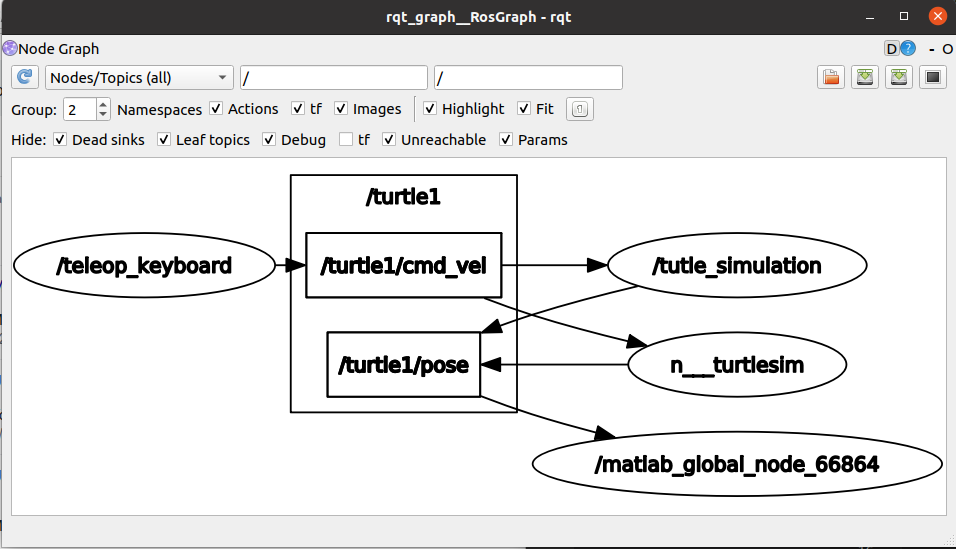 rqt_graph__RosGraph - rqt
Node Graph D ? - O
Nodes/Topics (all) / /
Group: 2 Namespaces Actions tf Images Highlight Fit
Hide: Dead sinks Leaf topics Debug tf Unreachable Params
/turtle1
/teleop_keyboard /turtle1/cmd_vel /tutle_simulation
/turtle1/pose n___turtlesim
/matlab_global_node_66864